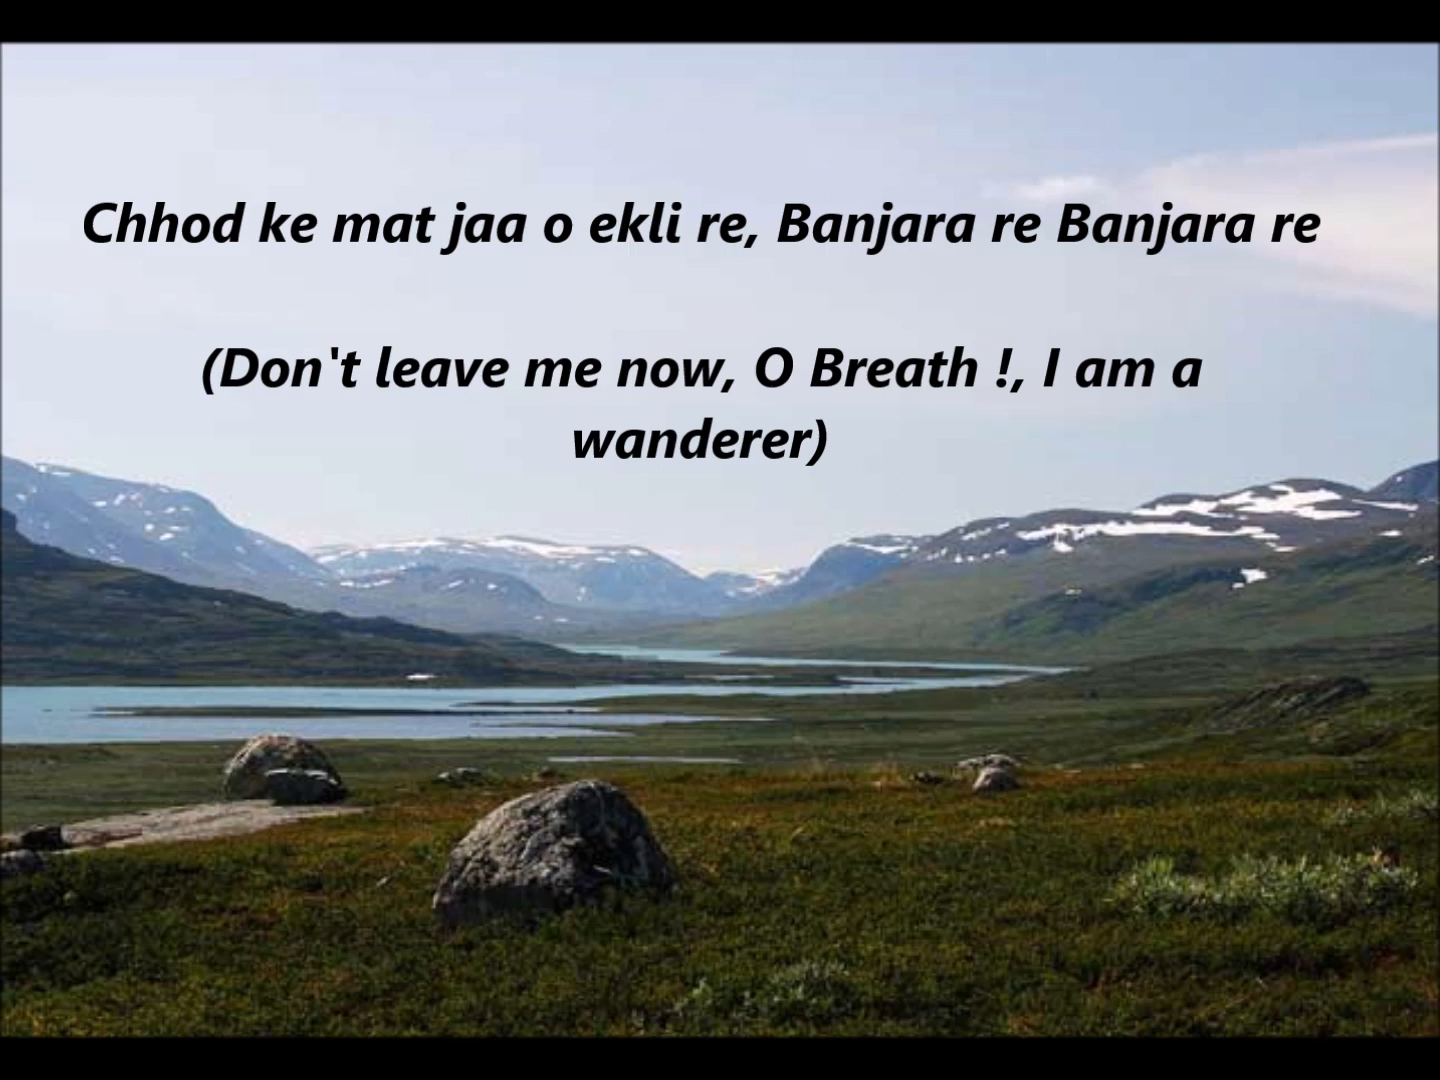 Chhod ke mat jaa o ekli re, Banjara re Banjara re
(Don't leave me now, O Breath !, I am a
wanderer)